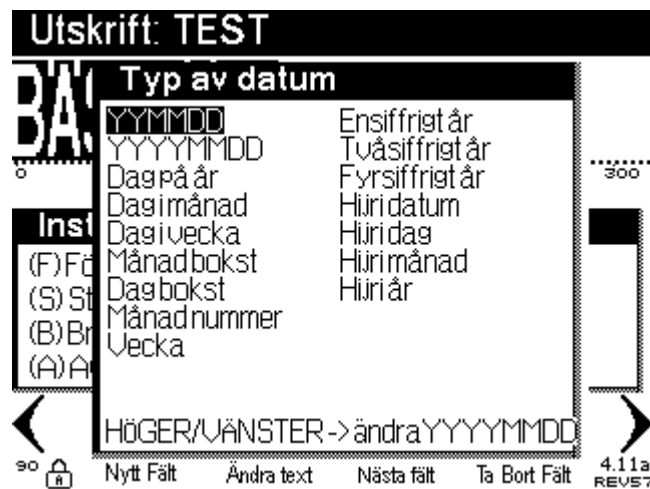 Utskrift: TEST
Typ av datum
YYMMDD
YYYYMMDD
Dag på år
Dag i månad
Dag i vecka
Månad bokst
Dag bokst
Månad nummer
Vecka
Ensiffrigt år
Tvåsiffrigt år
Fyrsiffrigt år
Hijri datum
Hijri dag
Hijri månad
Hijri år
0
300
Inst
(F) Fö
(S) St
(B) Br
(A)
HÖGER/VÄNSTER -> ändra YYYYMMDD
90
Nytt Fält
Ändra text
Nästa fält
Ta Bort Fält
4.11a
REV57